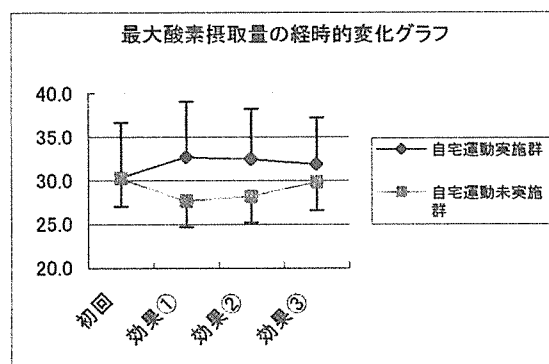 最大酸素摂取量の経時的変化グラフ
40.0
35.0
30.0
25.0
20.0
初回
効果①
効果②
効果③
自宅運動実施群
自宅運動未実施
群